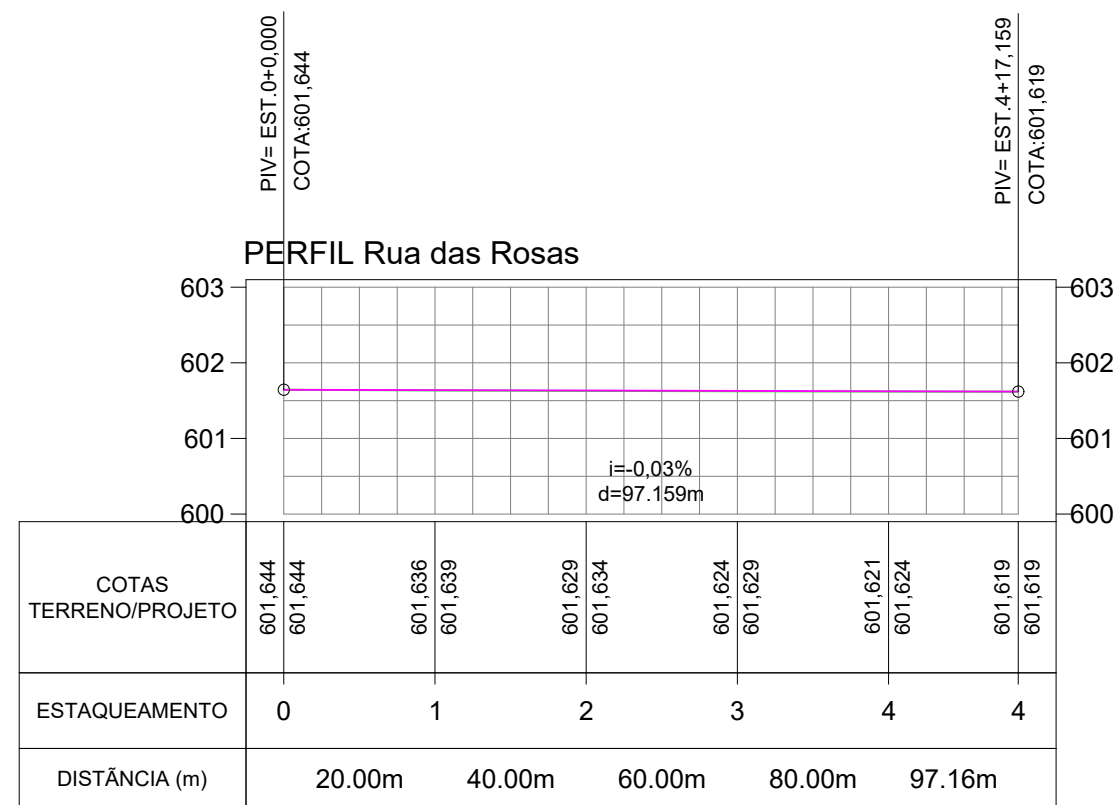 PIV= EST.0+0,000
COTA:601,644
PIV= EST.4+17,159
COTA:601,619
PERFIL Rua das Rosas
603
603
602
602
601
601
600
600
i=-0,03%
d=97.159m
COTAS
TERRENO/PROJETO
601,644
601,644
601,636
601,639
601,629
601,634
601,624
601,629
601,621
601,624
601,619
601,619
ESTAQUEAMENTO 0 1 2 3 4 4
DISTÃNCIA (m) 20.00m 40.00m 60.00m 80.00m 97.16m